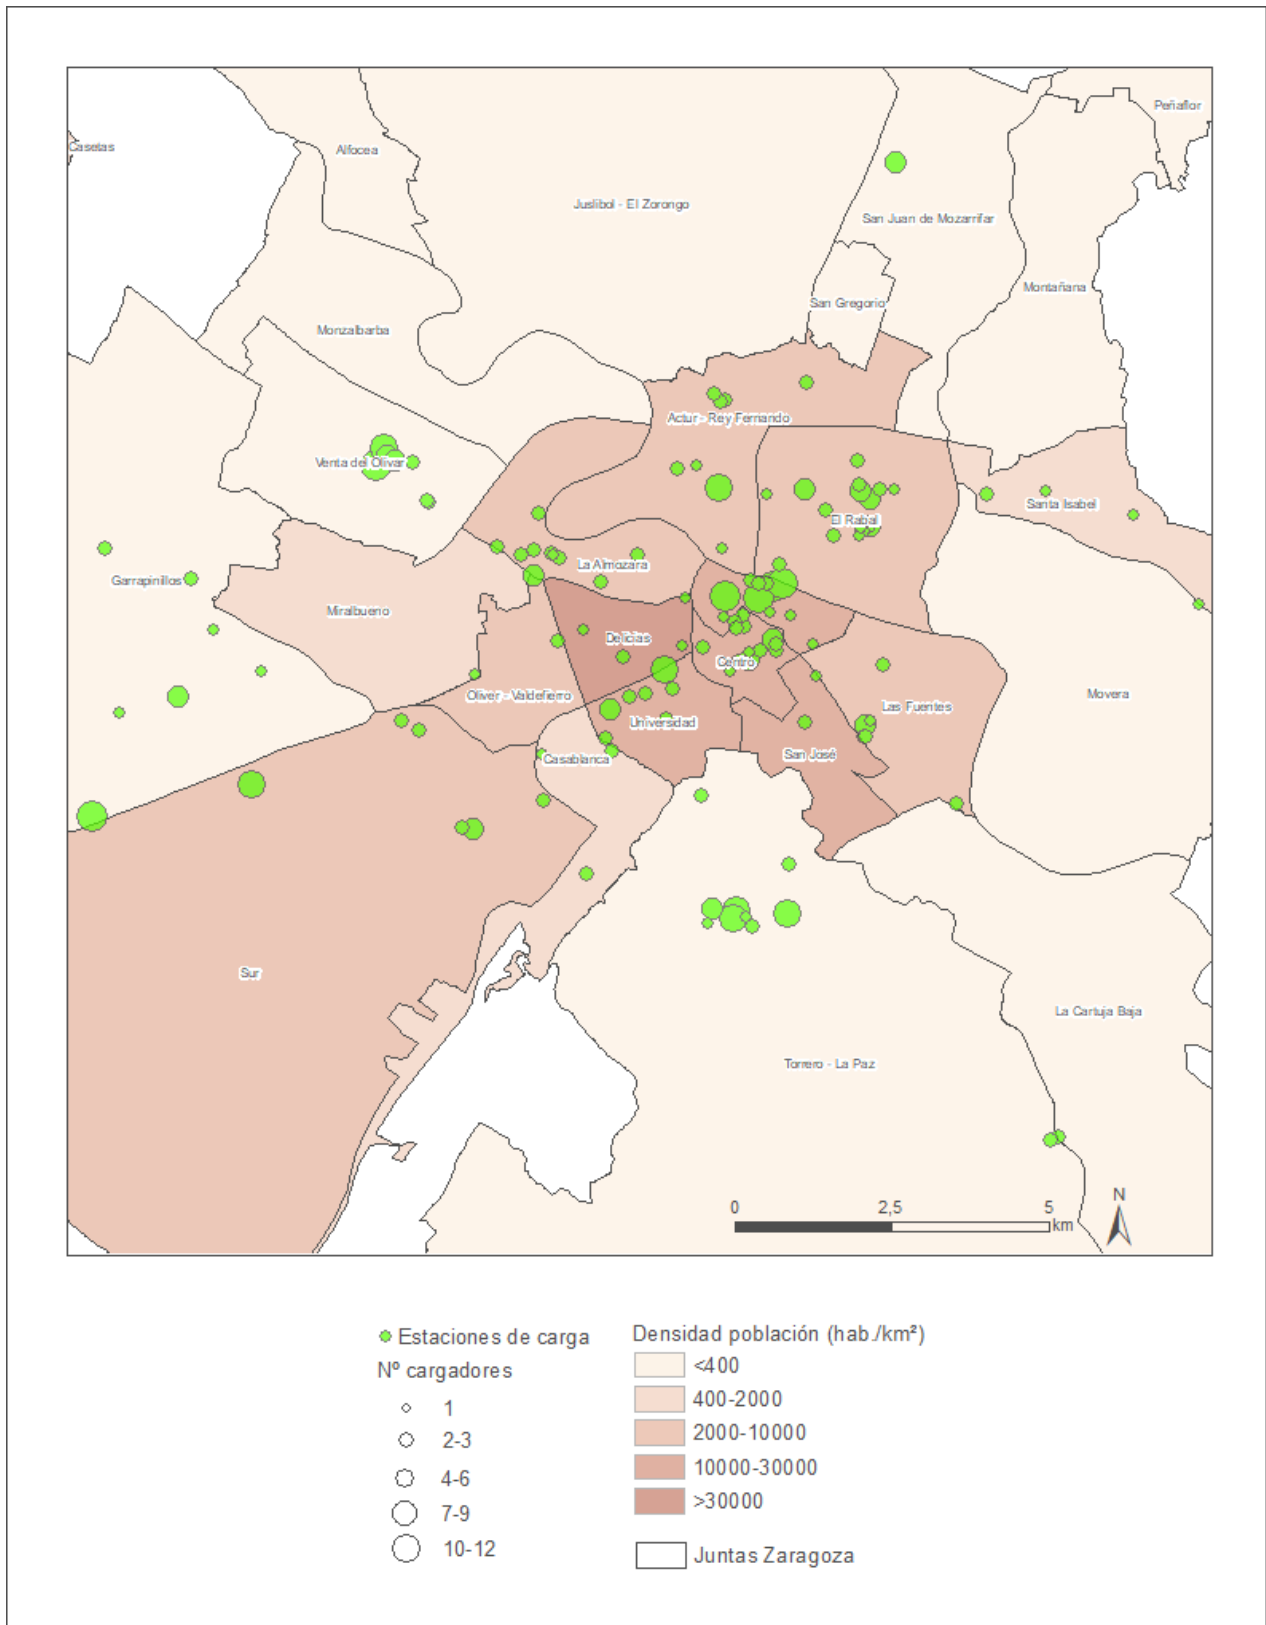 Peñaflor
Casetas
Alfocea
Juslibol - El Zorongo
San Juan de Mozarrifar
Montañana
San Gregorio
Monzalbarba
Actur - Rey Fernando
Venta del Olivar
Santa Isabel
El Rabal
La Almozara
Garrapinillos
Miralbueno
Delicias
Centro
Movera
Oliver - Valdefierro
Las Fuentes
Universidad
San José
Casablanca
Sur
La Cartuja Baja
Torrero - La Paz
N
0 2,5 5
km
Estaciones de carga
Nº cargadores
1
2-3
4-6
7-9
10-12
Densidad población (hab./km²)
<400
400-2000
2000-10000
10000-30000
>30000
Juntas Zaragoza